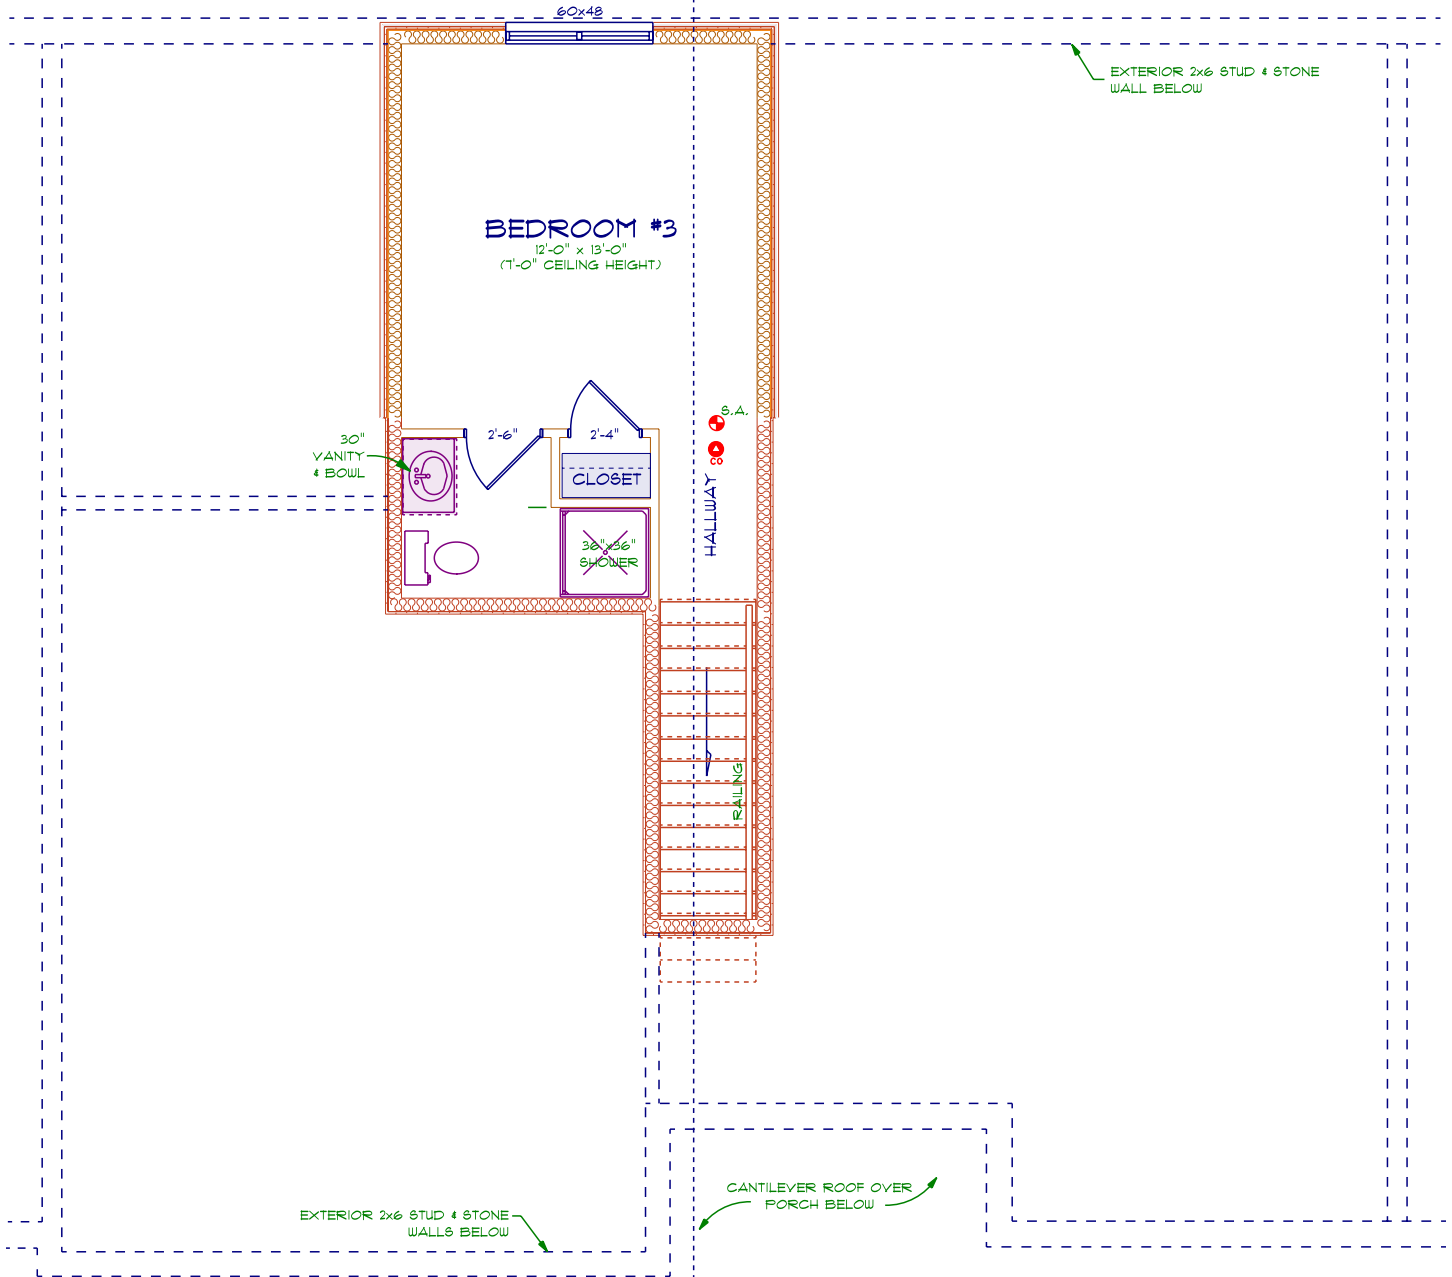 60x48
EXTERIOR 2x6 STUD & STONE
WALL BELOW
BEDROOM #3
12'-0" x 13'-0"
(7'-0" CEILING HEIGHT)
S.A.
2'-6"
2'-4"
30"
VANITY
& BOWL
CO
CLOSET
HALLWAY
36"x36"
SHOWER
RAILING
CANTILEVER ROOF OVER
PORCH BELOW
EXTERIOR 2x6 STUD & STONE
WALLS BELOW